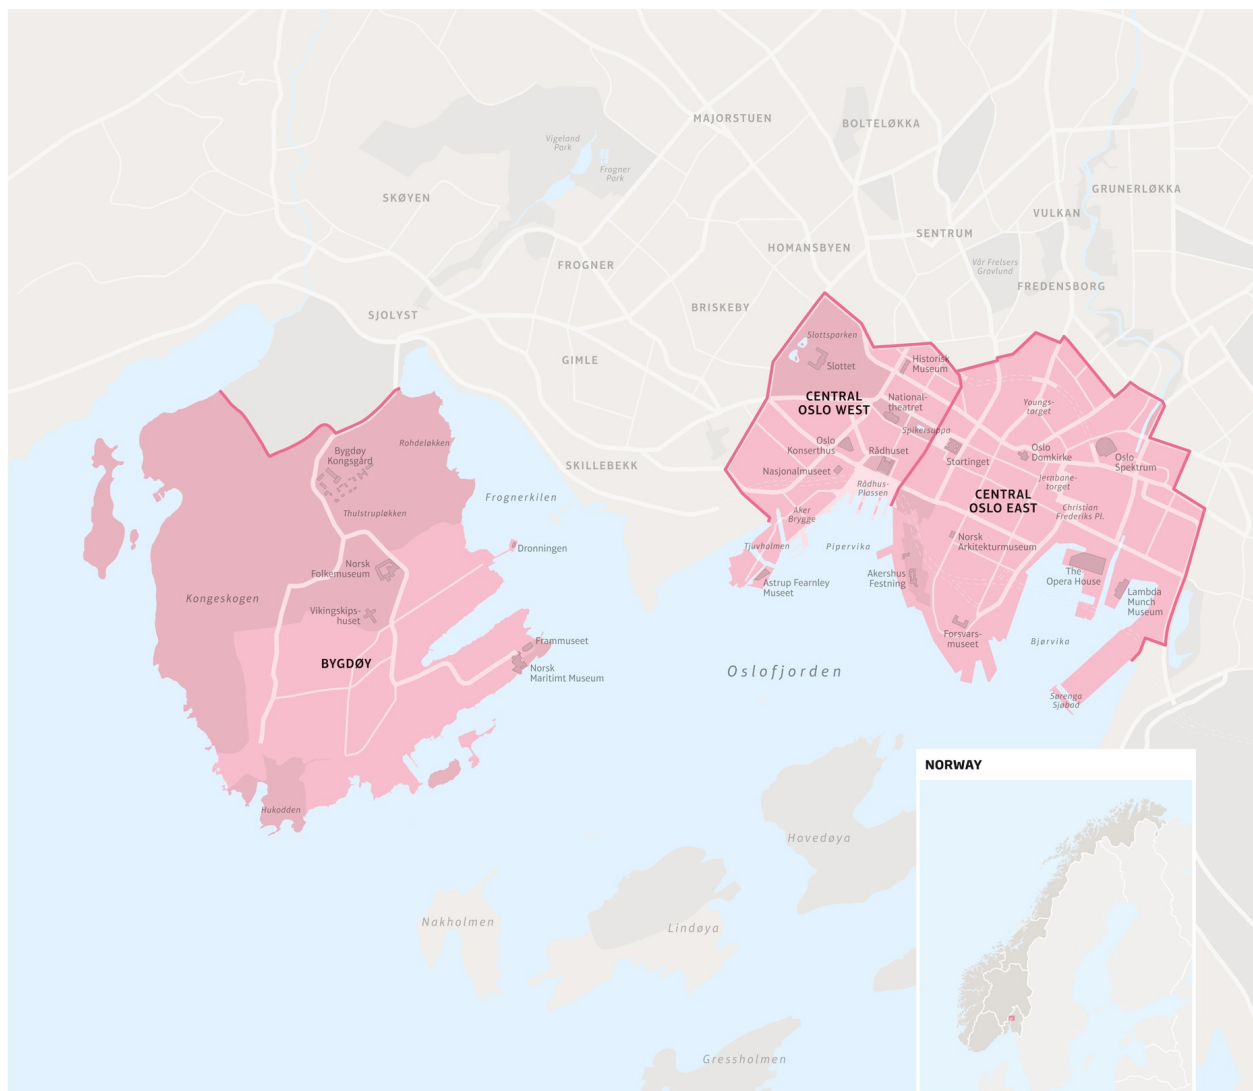 MAJORSTUEN
BOLTELØKKA
Vigeland
Park
Frogner
Park
SKØYEN
GRUNERLØKKA
VULKAN
SENTRUM
HOMANSBYEN
Vår Frelsers
Gravlund
FROGNER
FREDENSBORG
BRISKEBY
SJOLYST
GIMLE
Slottsparken
Slottet
Historisk
Museum
CENTRAL
OSLO WEST
National-
theatret
Youngs-
torget
Spikersuppa
Oslo
Konserthus
Rådhuset
Stortinget
Oslo
Domkirke
Oslo
Spektrum
Nasjonalmuseet
Rådhus-
Plassen
Jernbane-
torget
CENTRAL
OSLO EAST
Christian
Frederiks Pl.
Aker
Brygge
Tjuvholmen
Pipervika
Norsk
Arkitekturmuseum
Astrup Fearnley
Museet
Akershus
Festning
The
Opera House
Lambda
Munch
Museum
Forsvars-
museet
Bjørvika
Sørenga
Sjøbad
SKILLEBEKK
Frognerkilen
Rohdeløkken
Bygdøy
Kongsgård
Thulstrupløkken
Dronningen
Norsk
Folkemuseum
Kongeskogen
Vikingskips-
huset
BYGDØY
Frammuseet
Norsk
Maritimt Museum
Oslofjorden
Hukodden
Hovedøya
Nakholmen
Lindøya
Gressholmen
NORWAY